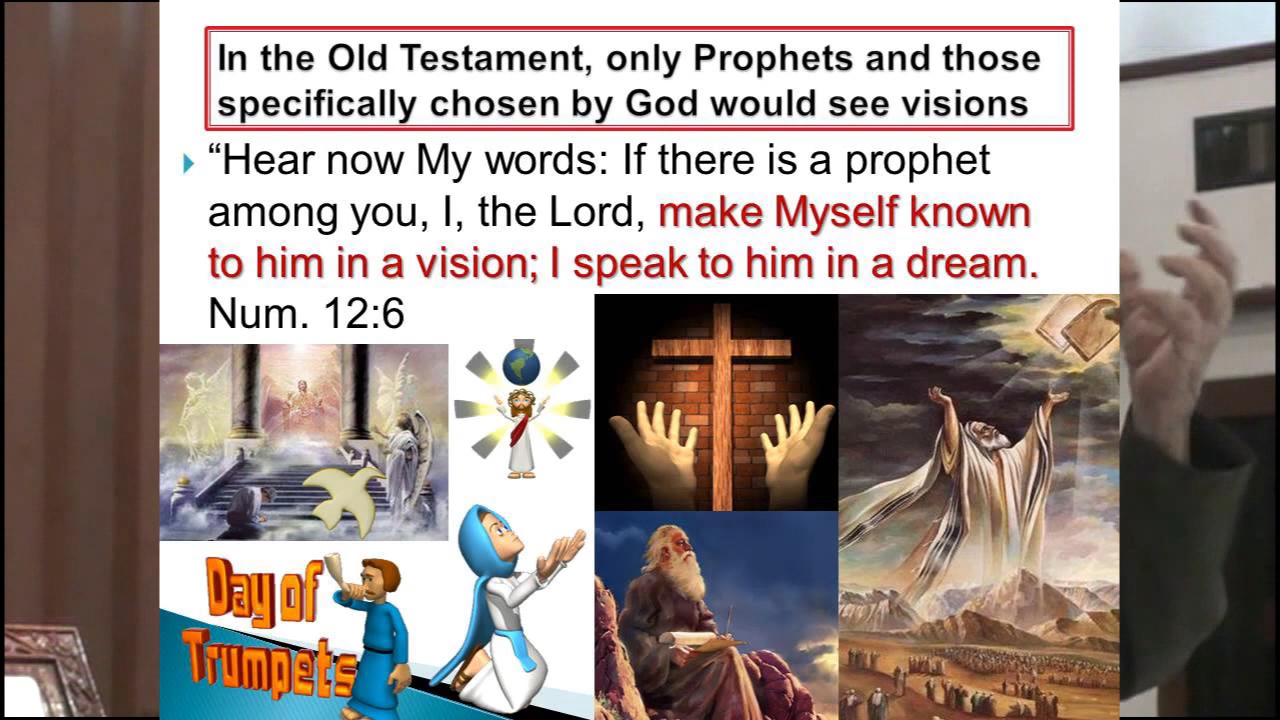 In the Old Testament, only Prophets and those
specifically chosen by God would see visions
“Hear now My words: If there is a prophet
among you, I, the Lord, make Myself known
to him in a vision; I speak to him in a dream.
Num. 12:6
Day of
Trumpets